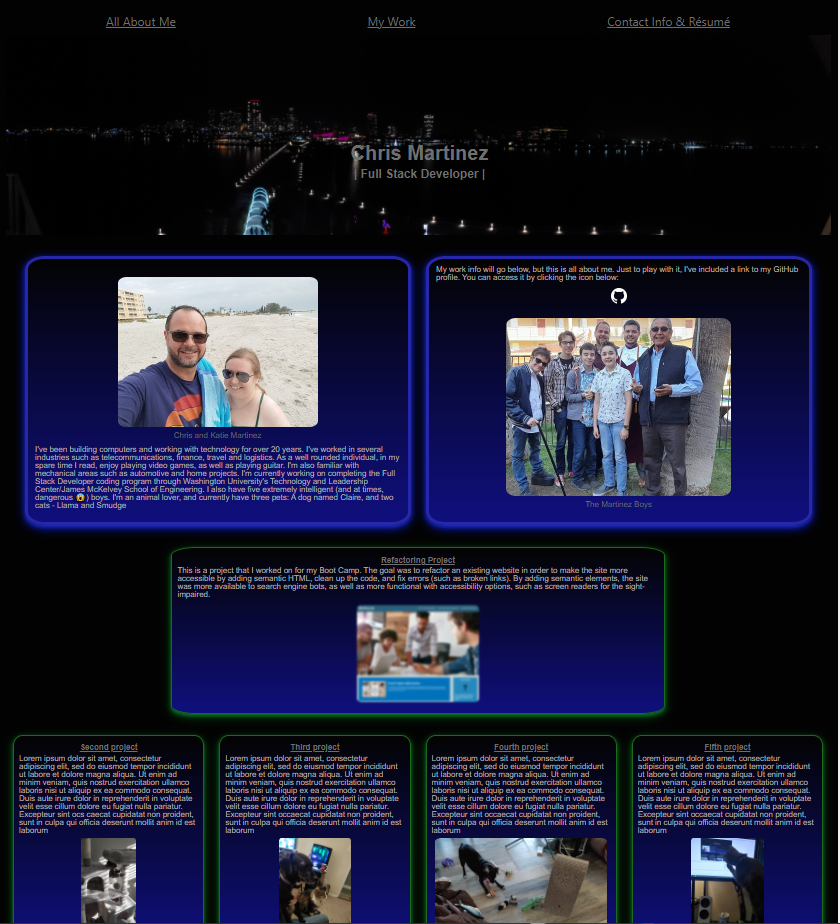 All About Me
My Work
Contact Info & Résumé
Chris Martinez
| Full Stack Developer |
Chris and Katie Martinez
I've been building computers and working with technology for over 20 years. I've worked in several
industries such as telecommunications, finance, travel and logistics. As a well rounded individual, in my
spare time I read, enjoy playing video games, as well as playing guitar. I'm also familiar with
mechanical areas such as automotive and home projects. I'm currently working on completing the Full
Stack Developer coding program through Washington University's Technology and Leadership
Center/James McKelvey School of Engineering. I also have five extremely intelligent (and at times,
dangerous 😱) boys. I'm an animal lover, and currently have three pets: A dog named Claire, and two
cats - Llama and Smudge
My work info will go below, but this is all about me. Just to play with it, I've included a link to my GitHub
profile. You can access it by clicking the icon below:
The Martinez Boys
Refactoring Project
This is a project that I worked on for my Boot Camp. The goal was to refactor an existing website in order to make the site more
accessible by adding semantic HTML, clean up the code, and fix errors (such as broken links). By adding semantic elements, the site
was more available to search engine bots, as well as more functional with accessibility options, such as screen readers for the sight-
impaired.
Second project
Lorem ipsum dolor sit amet, consectetur
adipiscing elit, sed do eiusmod tempor incididunt
ut labore et dolore magna aliqua. Ut enim ad
minim veniam, quis nostrud exercitation ullamco
laboris nisi ut aliquip ex ea commodo consequat.
Duis aute irure dolor in reprehenderit in voluptate
velit esse cillum dolore eu fugiat nulla pariatur.
Excepteur sint ocs caecat cupidatat non proident,
sunt in culpa qui officia deserunt mollit anim id est
laborum
Third project
Lorem ipsum dolor sit amet, consectetur
adipiscing elit, sed do eiusmod tempor incididunt
ut labore et dolore magna aliqua. Ut enim ad
minim veniam, quis nostrud exercitation ullamco
laboris nisi ut aliquip ex ea commodo consequat.
Duis aute irure dolor in reprehenderit in voluptate
velit esse cillum dolore eu fugiat nulla pariatur.
Excepteur sint occaecat cupidatat non proident,
sunt in culpa qui officia deserunt mollit anim id est
laborum
Fourth project
Lorem ipsum dolor sit amet, consectetur
adipiscing elit, sed do eiusmod tempor incididunt
ut labore et dolore magna aliqua. Ut enim ad
minim veniam, quis nostrud exercitation ullamco
laboris nisi ut aliquip ex ea commodo consequat.
Duis aute irure dolor in reprehenderit in voluptate
velit esse cillum dolore eu fugiat nulla pariatur.
Excepteur sint occaecat cupidatat non proident,
sunt in culpa qui officia deserunt mollit anim id est
laborum
Fifth project
Lorem ipsum dolor sit amet, consectetur
adipiscing elit, sed do eiusmod tempor incididunt
ut labore et dolore magna aliqua. Ut enim ad
minim veniam, quis nostrud exercitation ullamco
laboris nisi ut aliquip ex ea commodo consequat.
Duis aute irure dolor in reprehenderit in voluptate
velit esse cillum dolore eu fugiat nulla pariatur.
Excepteur sint occaecat cupidatat non proident,
sunt in culpa qui officia deserunt mollit anim id est
laborum